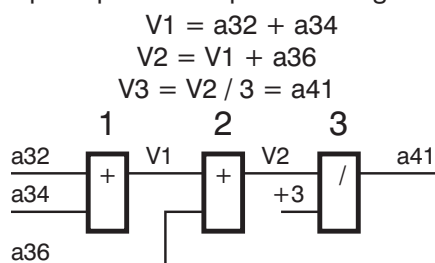 V1 = a32 + a34
V2 = V1 + a36
V3 = V2 / 3 = a41
1 2 3
a32 V1 V2 a41
+ + /
a34 +3
a36